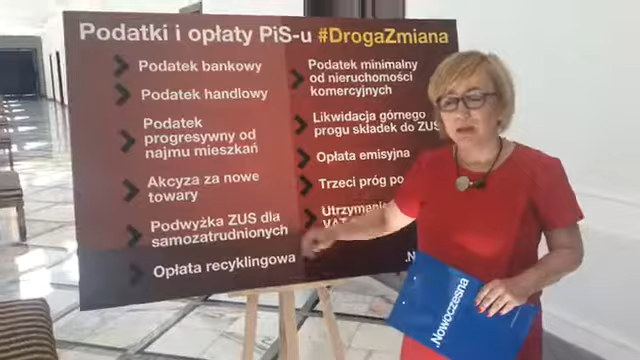 Podatki i opłaty PiS-u #DrogaZmiana
Podatek bankowy
Podatek handlowy
Podatek
progresywny od
najmu mieszkań
Akcyza za nowe
towary
Podwyżka ZUS dla
samozatrudnionych
Opłata recyklingowa
Podatek minimalny
od nieruchomości
komercyjnych
Likwidacja górnego
progu składek do ZUS
Opłata emisyjna
Trzeci próg
Utrzymanie
VAT
.Nowoczesna